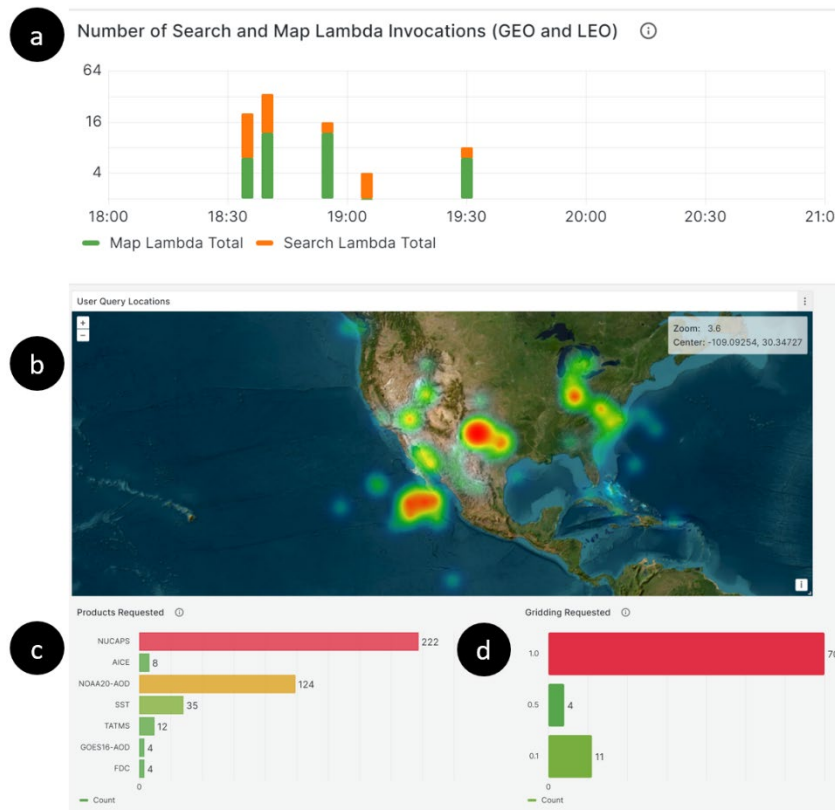 a
Number of Search and Map Lambda Invocations (GEO and LEO)
64
16
4
18:00 18:30 19:00 19:30 20:00 20:30 21:0
Map Lambda Total Search Lambda Total
b
User Query Locations
+
−
Zoom: 3.6
Center: -109.09254, 30.34727
i
c
Products Requested
NUCAPS 222
AICE 8
NOAA20-AOD 124
SST 35
TATMS 12
GOES16-AOD 4
FDC 4
0
Count
d
Gridding Requested
1.0 70
0.5 4
0.1 11
0
Count